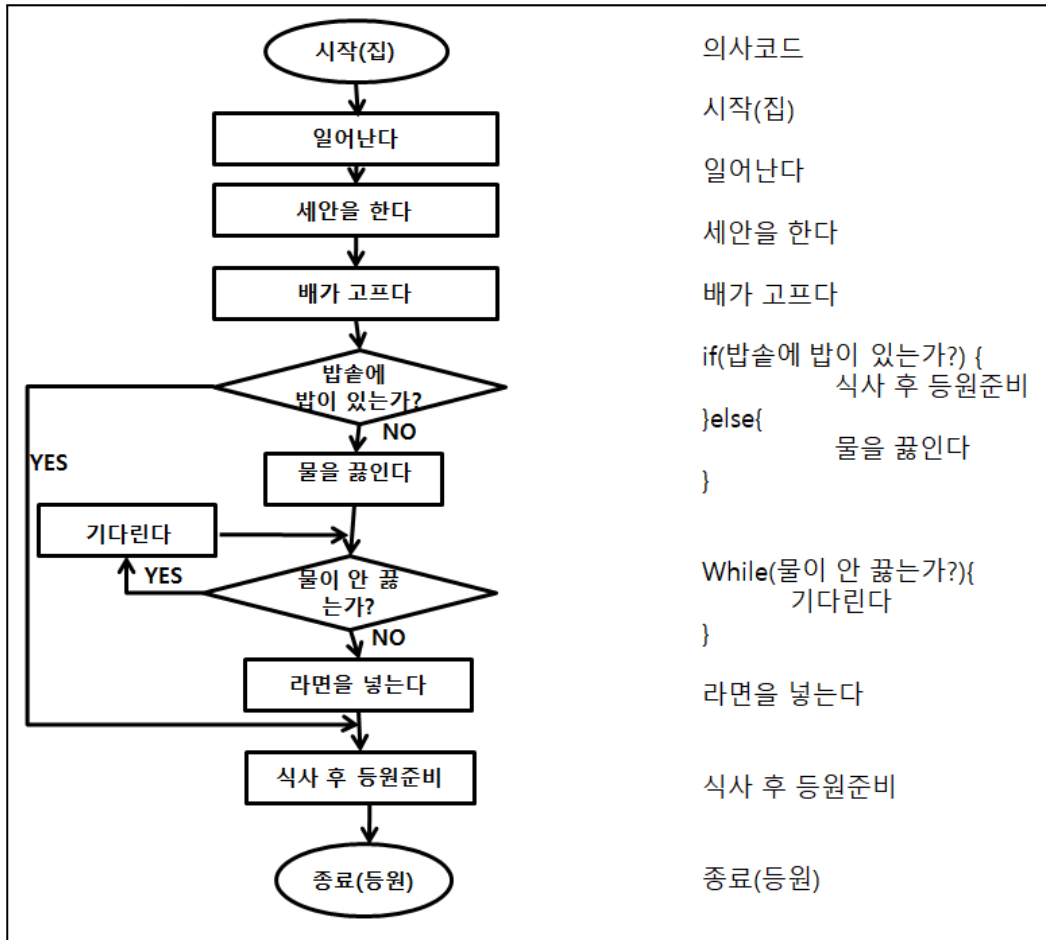 시작(집)
일어난다
세안을 한다
배가 고프다
밥솥에
밥이 있는가?
NO
YES
물을 끓인다
기다린다
YES
물이 안 끓
는가?
NO
라면을 넣는다
식사 후 등원준비
종료(등원)
의사코드
시작(집)
일어난다
세안을 한다
배가 고프다
if(밥솥에 밥이 있는가?) {
식사 후 등원준비
}else{
물을 끓인다
}
While(물이 안 끓는가?){
기다린다
}
라면을 넣는다
식사 후 등원준비
종료(등원)